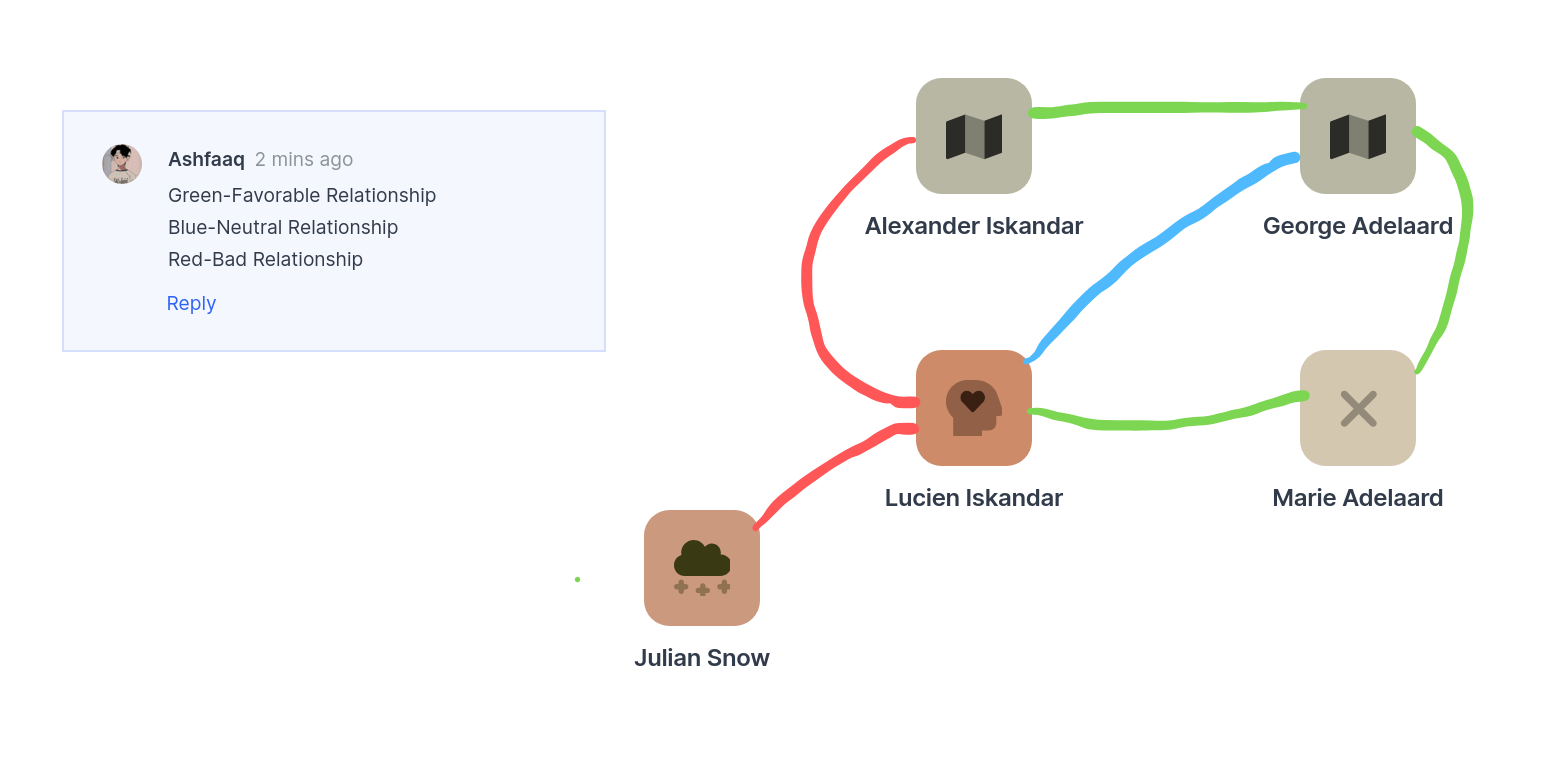 Ashfaaq 2 mins ago
Green-Favorable Relationship
Blue-Neutral Relationship
Red-Bad Relationship
Reply
Alexander Iskandar
George Adelaard
Lucien Iskandar
Marie Adelaard
Julian Snow